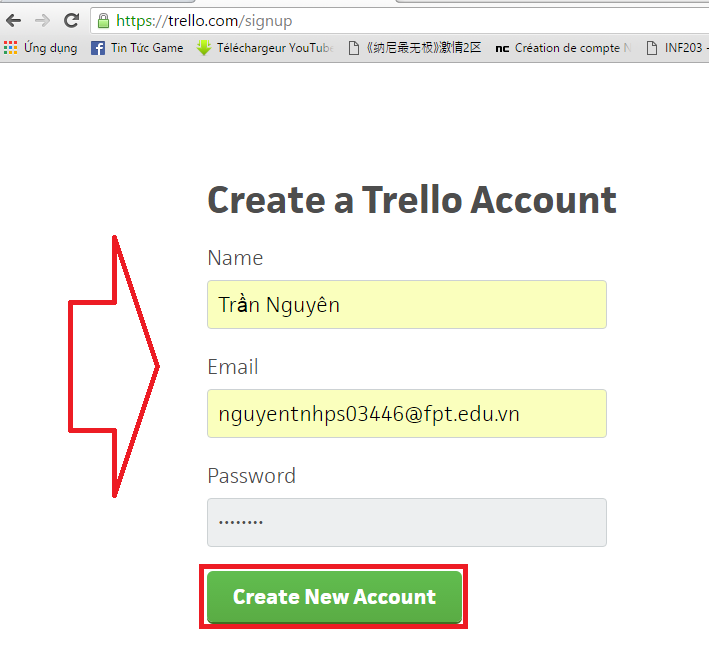 https://trello.com/signup
Ứng dụng Tin Tức Game Téléchargeur YouTube 《纳尼最无极》激情2区 nc Création de compte N INF203 -
Create a Trello Account
Name
Trần Nguyên
Email
nguyentnhps03446@fpt.edu.vn
Password
········
Create New Account